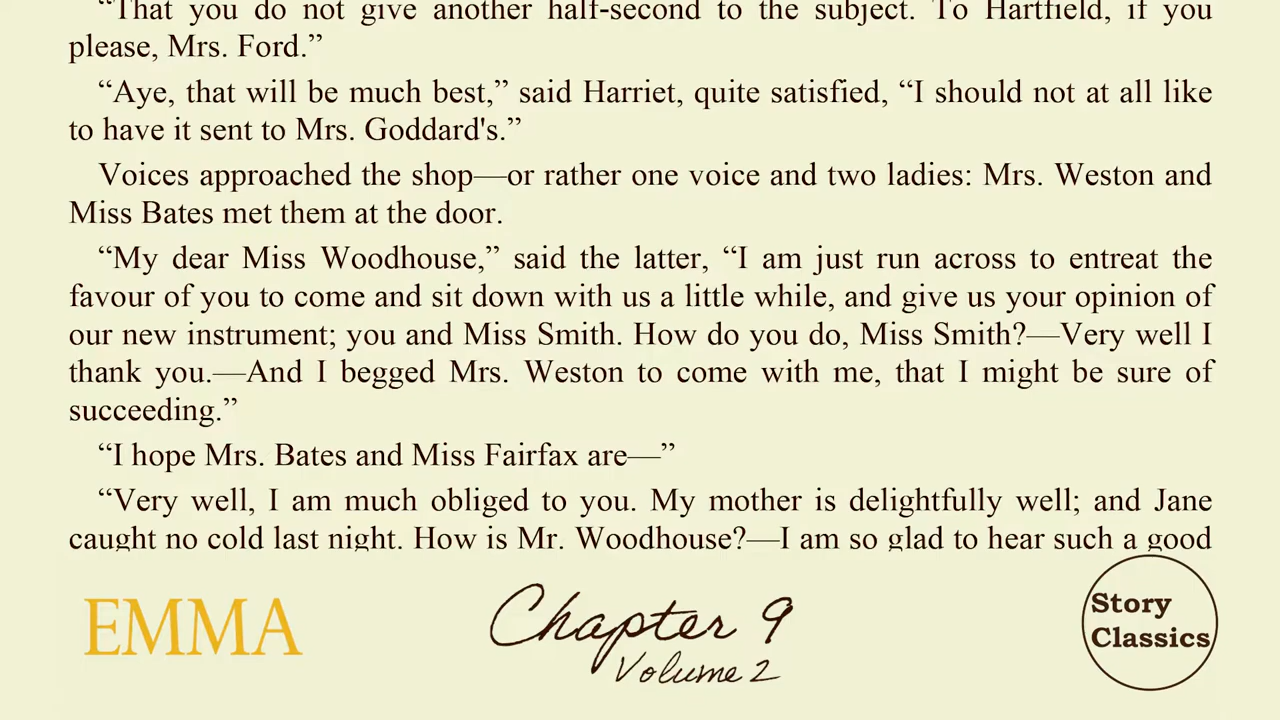 “That you do not give another half-second to the subject. To Hartfield, if you
please, Mrs. Ford.”
“Aye, that will be much best,” said Harriet, quite satisfied, “I should not at all like
to have it sent to Mrs. Goddard's.”
Voices approached the shop—or rather one voice and two ladies: Mrs. Weston and
Miss Bates met them at the door.
“My dear Miss Woodhouse,” said the latter, “I am just run across to entreat the
favour of you to come and sit down with us a little while, and give us your opinion of
our new instrument; you and Miss Smith. How do you do, Miss Smith?—Very well I
thank you.—And I begged Mrs. Weston to come with me, that I might be sure of
succeeding.”
“I hope Mrs. Bates and Miss Fairfax are—”
“Very well, I am much obliged to you. My mother is delightfully well; and Jane
caught no cold last night. How is Mr. Woodhouse?—I am so glad to hear such a good
EMMA
Chapter 9
Volume 2
Story
Classics